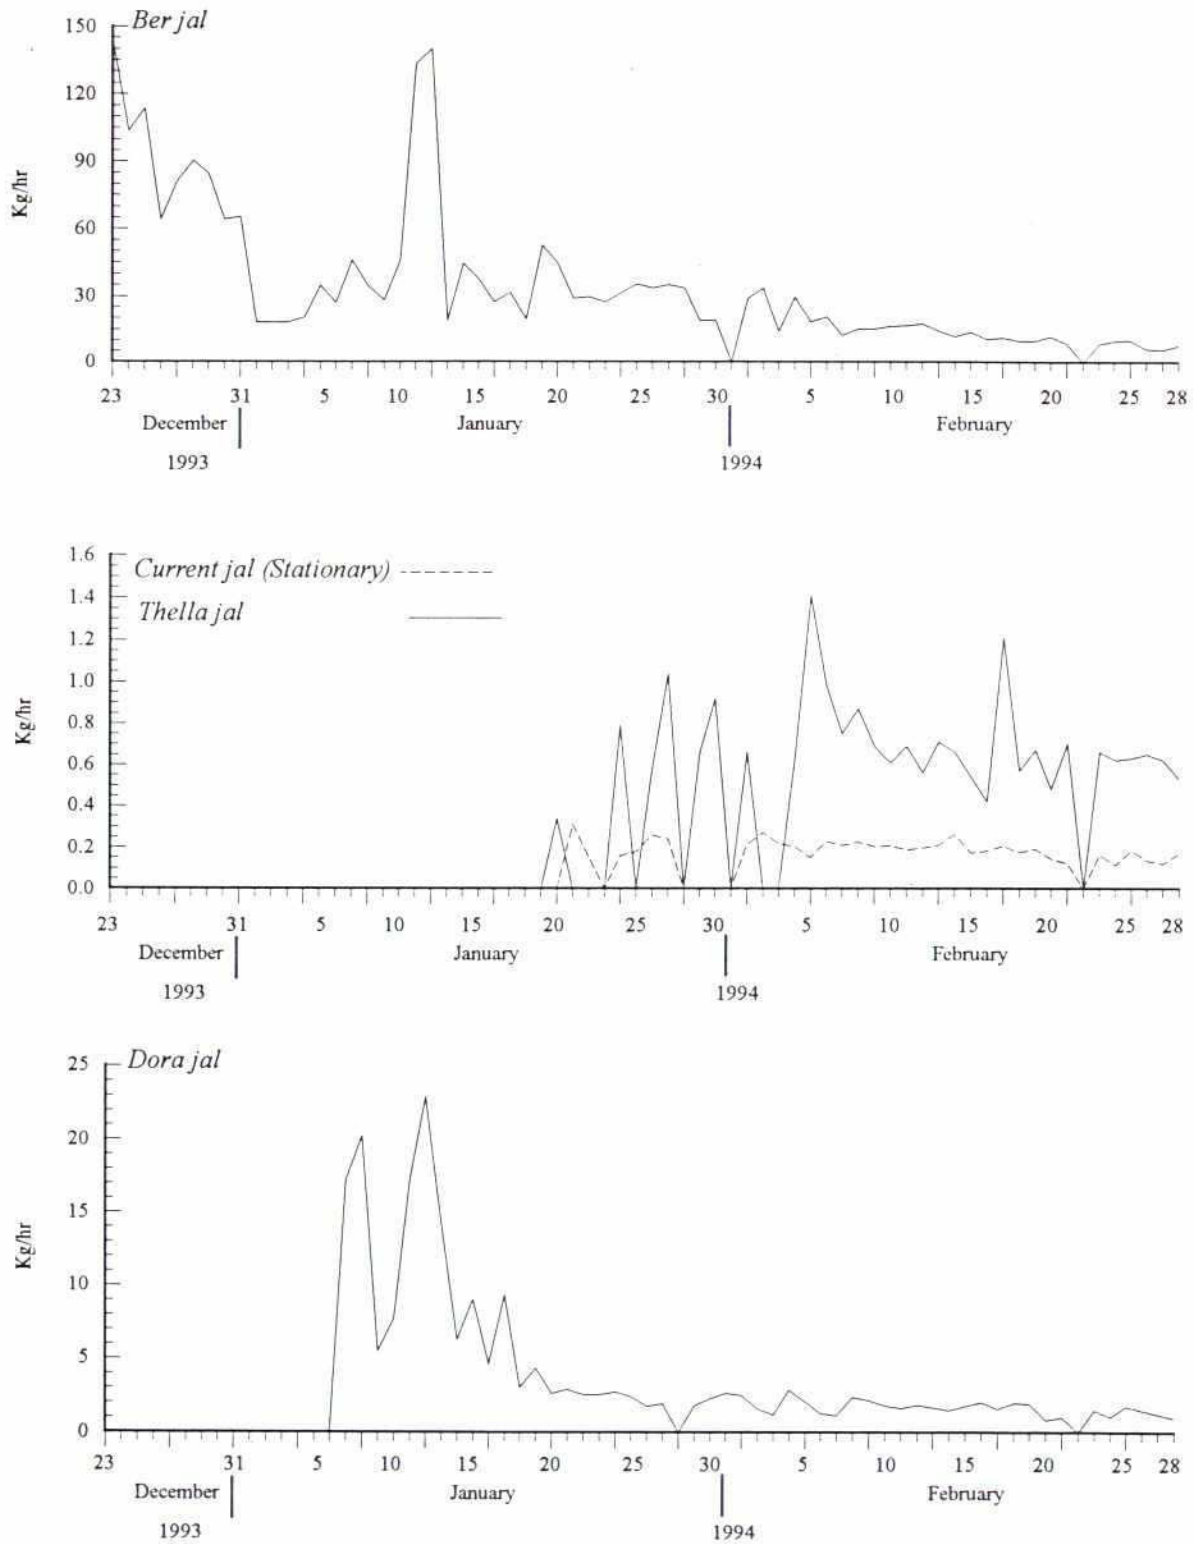 Ber jal
150
120
90
60
30
0
Kg/hr
23 31 5 10 15 20 25 30 5 10 15 20 25 28
December January February
1993 1994
Current jal (Stationary)
Thella jal
1.6
1.4
1.2
1.0
0.8
0.6
0.4
0.2
0.0
Kg/hr
23 31 5 10 15 20 25 30 5 10 15 20 25 28
December January February
1993 1994
Dora jal
25
20
15
10
5
0
Kg/hr
23 31 5 10 15 20 25 30 5 10 15 20 25 28
December January February
1993 1994